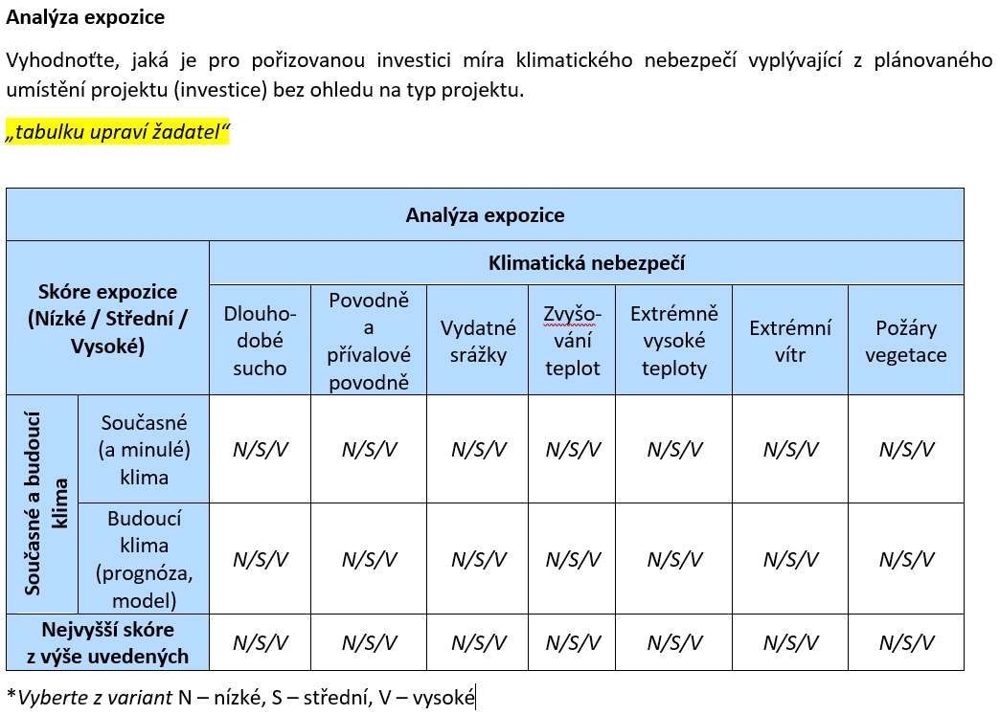 Analýza expozice
Vyhodnoťte, jaká je pro pořizovanou investici míra klimatického nebezpečí vyplývající z plánovaného
umístění projektu (investice) bez ohledu na typ projektu.
„tabulku upraví žadatel“
Analýza expozice
Skóre expozice
(Nízké / Střední /
Vysoké)
Klimatická nebezpečí
Dlouho-
dobé
sucho
Povodně
a
přívalové
povodně
Vydatné
srážky
Zvyšo-
vání
teplot
Extrémně
vysoké
teploty
Extrémní
vítr
Požáry
vegetace
Současné a budoucí
klima
Současné
(a minulé)
klima
N/S/V N/S/V N/S/V N/S/V N/S/V N/S/V N/S/V
Budoucí
klima
(prognóza,
model)
N/S/V N/S/V N/S/V N/S/V N/S/V N/S/V N/S/V
Nejvyšší skóre
z výše uvedených
N/S/V N/S/V N/S/V N/S/V N/S/V N/S/V N/S/V
*Vyberte z variant N – nízké, S – střední, V – vysoké